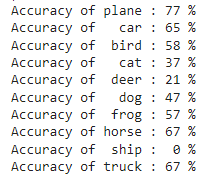 Accuracy of plane : 77 %
Accuracy of   car : 65 %
Accuracy of  bird : 58 %
Accuracy of   cat : 37 %
Accuracy of  deer : 21 %
Accuracy of   dog : 47 %
Accuracy of  frog : 57 %
Accuracy of horse : 67 %
Accuracy of  ship :  0 %
Accuracy of truck : 67 %